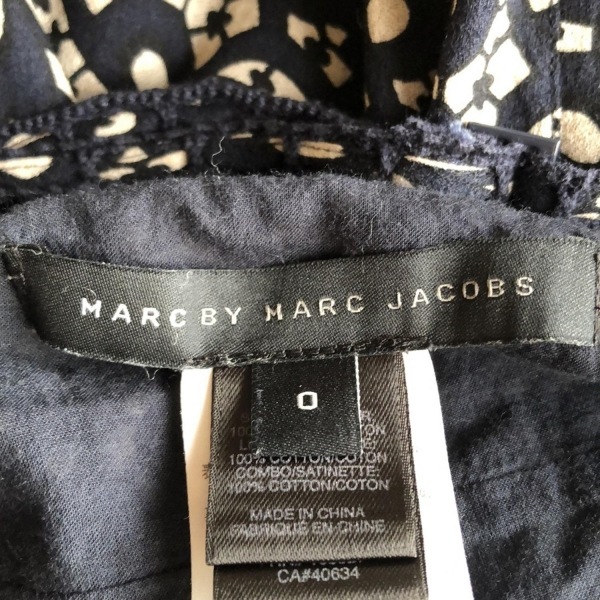 MARC BY MARC JACOBS
0
100% COTTON/COTON
COMBO/SATINETTE:
100% COTTON/COTON
MADE IN CHINA
FABRIQUÉ EN CHINE
CA#40634